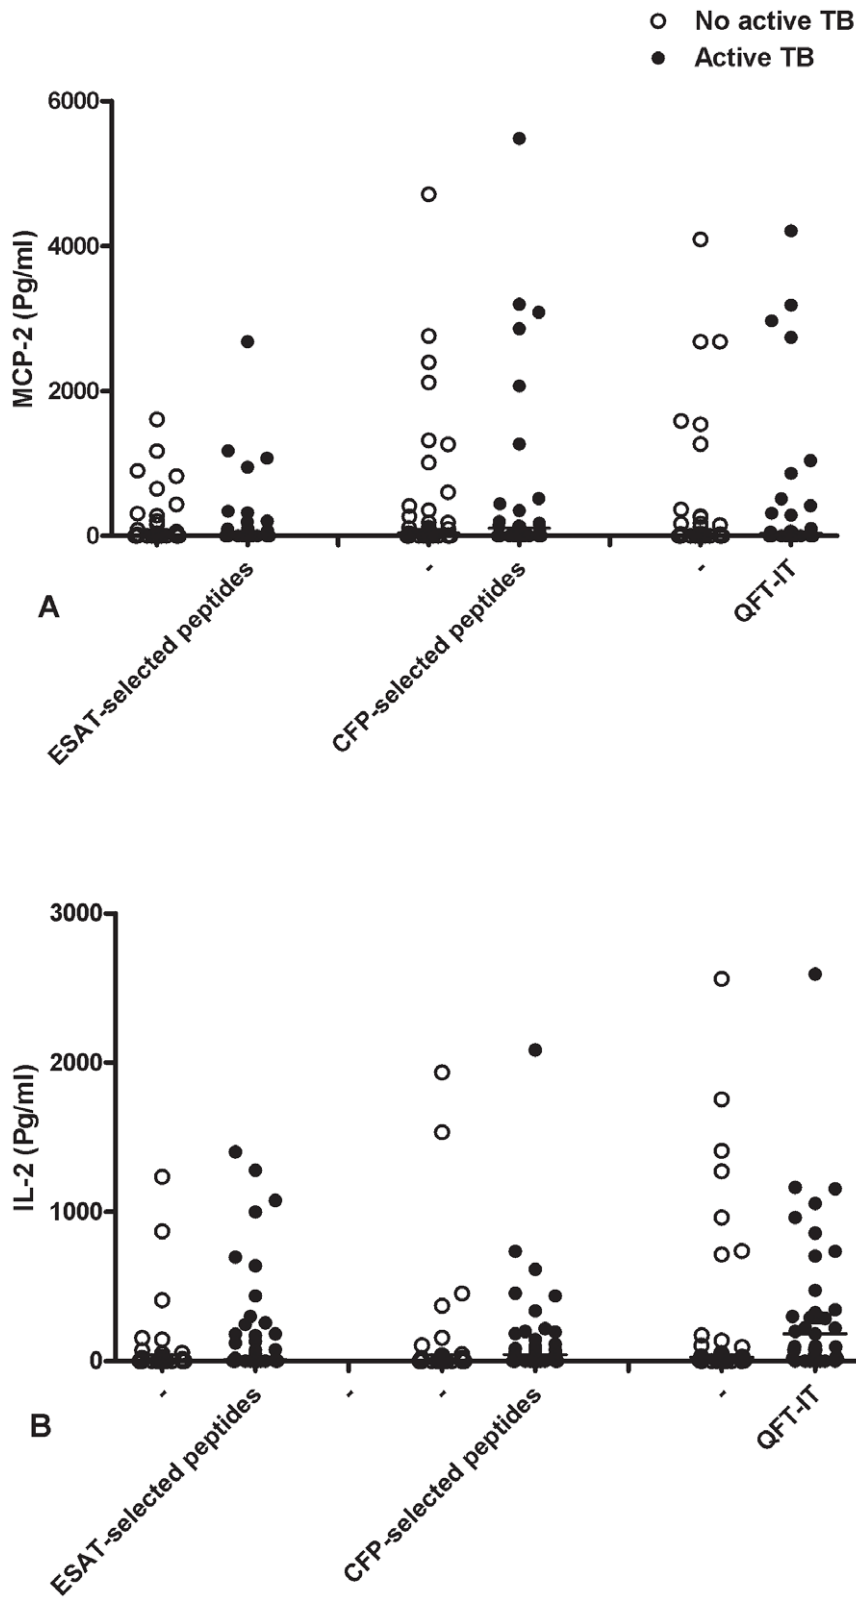 No active TB
Active TB
6000
4000
2000
0
MCP-2 (Pg/ml)
-
-
ESAT-selected peptides
CFP-selected peptides
QFT-IT
A
3000
2000
1000
0
IL-2 (Pg/ml)
-
-
-
-
ESAT-selected peptides
CFP-selected peptides
QFT-IT
B